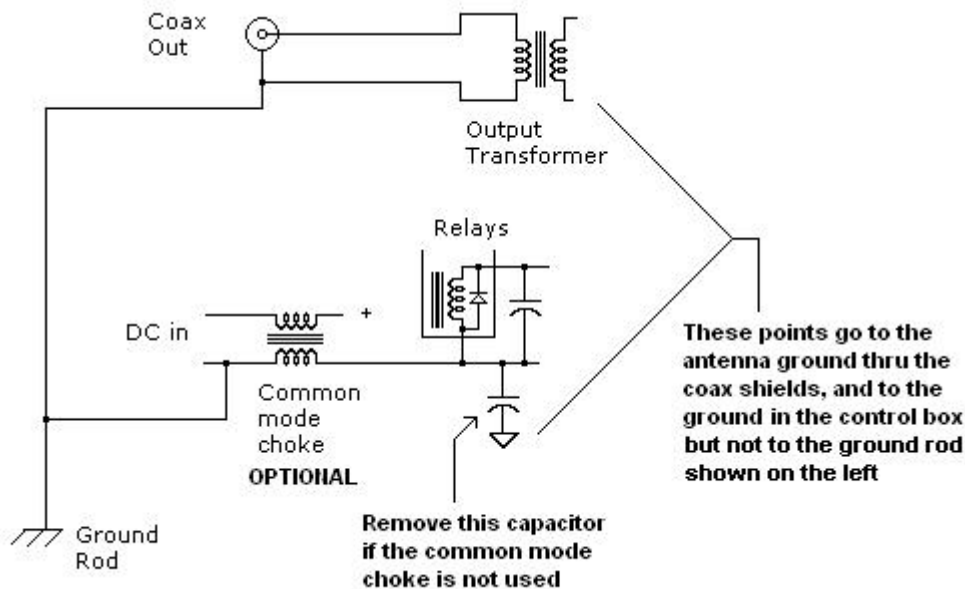 Coax
Out
Output
Transformer
Relays
+
DC in
Common
mode
choke
OPTIONAL
These points go to the
antenna ground thru the
coax shields, and to the
ground in the control box
but not to the ground rod
shown on the left
Ground
Rod
Remove this capacitor
if the common mode
choke is not used